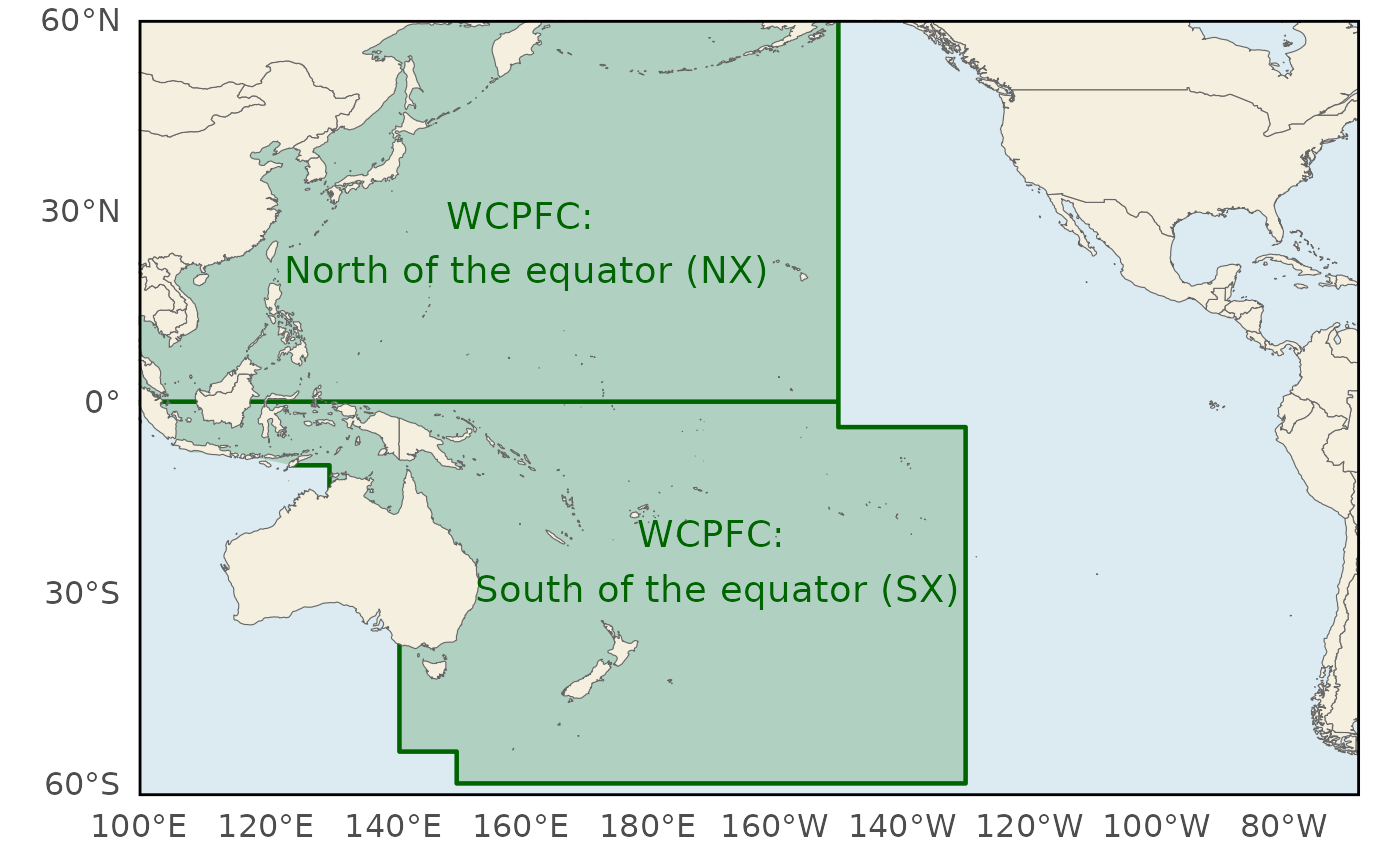 60°N
30°N
0°
30°S
60°S
WCPFC:
North of the equator (NX)
WCPFC:
South of the equator (SX)
100°E 120°E 140°E 160°E 180°E 160°W 140°W 120°W 100°W 80°W